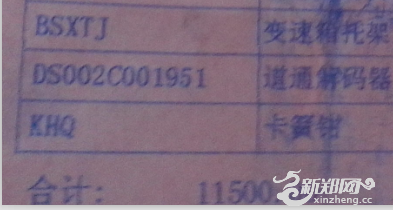 BSXTJ 变速箱托架
DS002C001951 道通解码器
KHQ 卡簧钳
合计: 11500
新郑网
xinzheng.cc